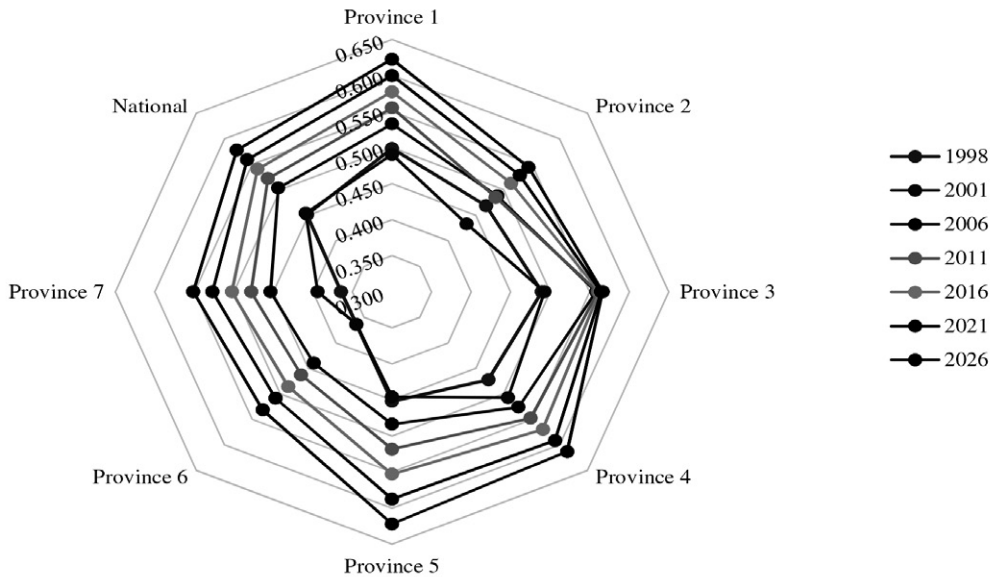 Province 1
0.650
0.600
0.550
0.500
0.450
0.400
0.350
0.300
National
Province 2
Province 7
Province 3
Province 6
Province 4
Province 5
1998
2001
2006
2011
2016
2021
2026